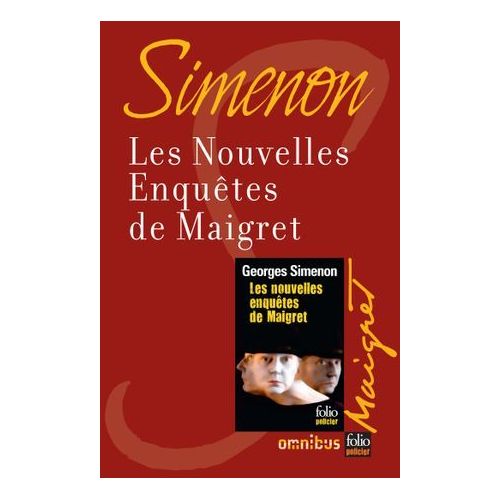 Simenon
Les Nouvelles
Enquêtes
de Maigret
Georges Simenon
Les nouvelles
enquêtes
de Maigret
folio
policier
Maigret
omnibus
folio
policier